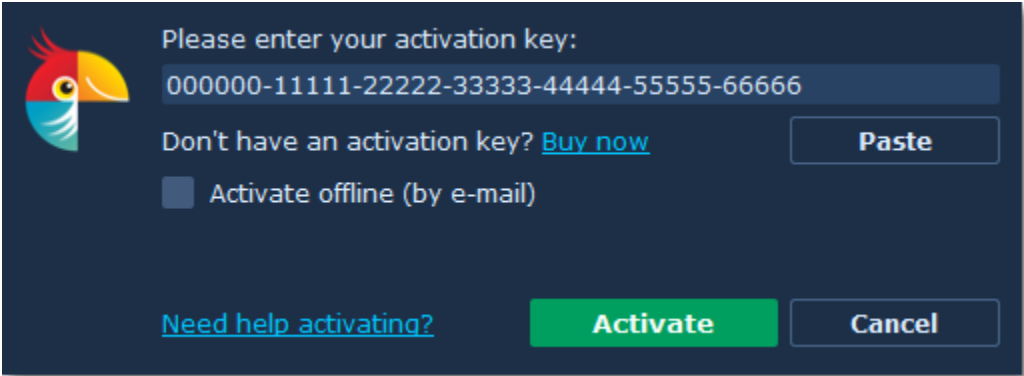 Please enter your activation key:
000000-11111-22222-33333-44444-55555-66666
Don't have an activation key? Buy now
Paste
Activate offline (by e-mail)
Need help activating?
Activate
Cancel